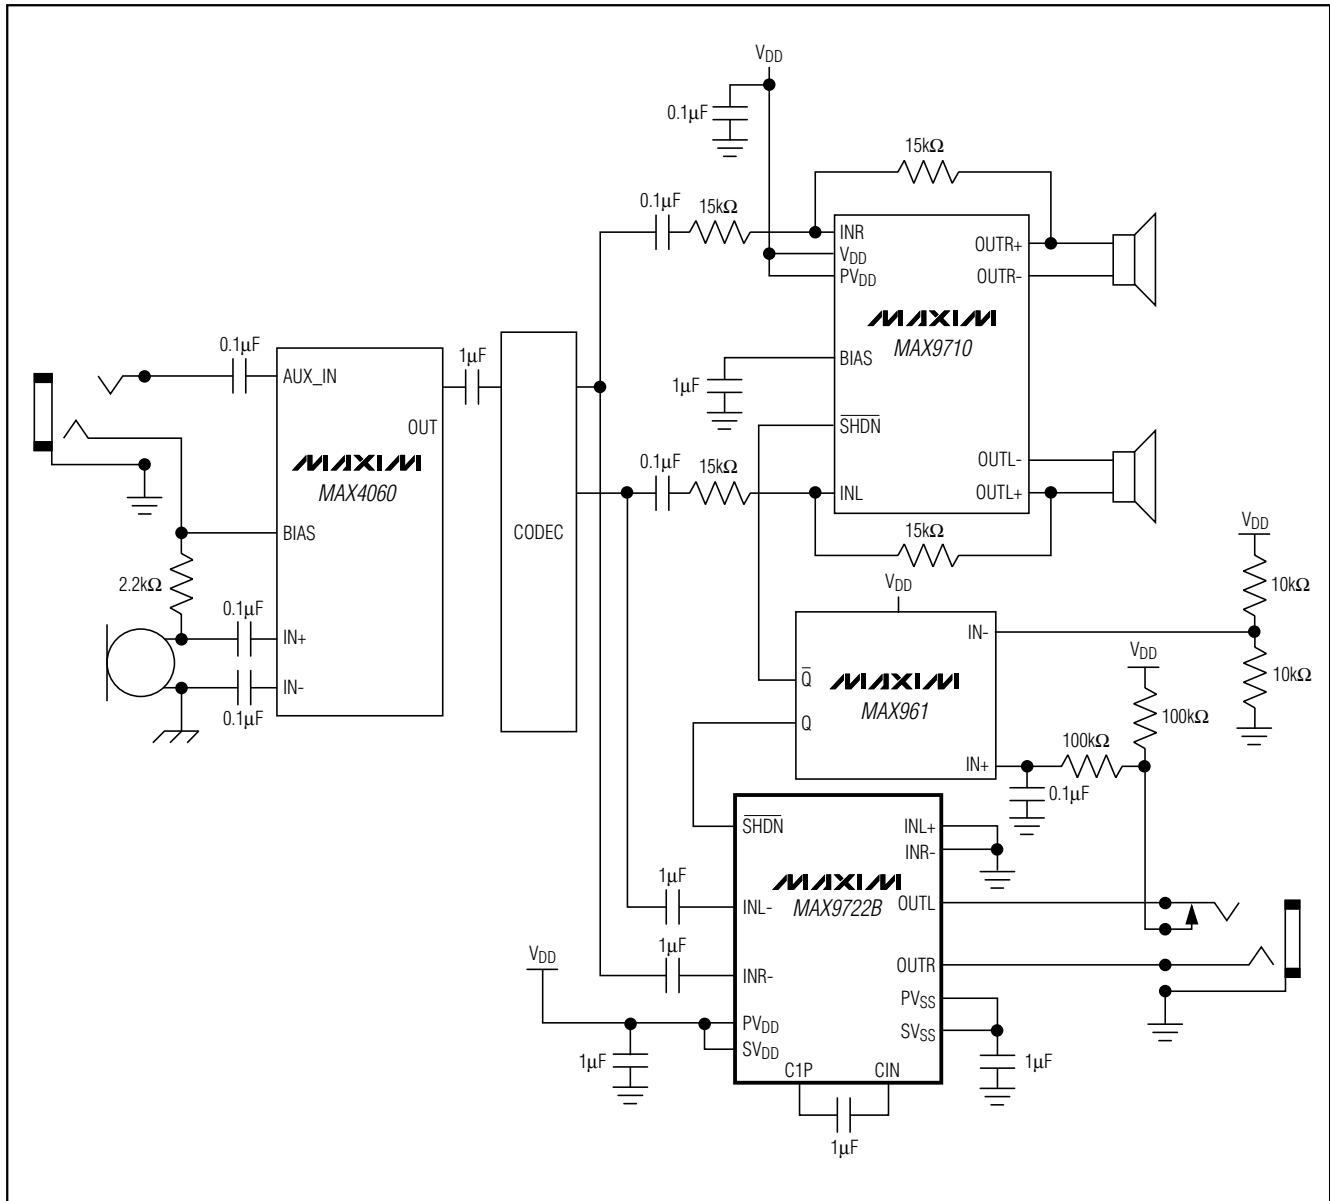 VDD
0.1µF
15kΩ
0.1µF
15kΩ
INR
VDD
PVDD
OUTR+
OUTR-
MAXIM
MAX9710
BIAS
1µF
SHDN
OUTL-
OUTL+
INL
0.1µF
15kΩ
15kΩ
0.1µF
AUX_IN
1µF
OUT
MAXIM
MAX4060
BIAS
2.2kΩ
0.1µF
IN+
IN-
0.1µF
CODEC
VDD
VDD
10kΩ
10kΩ
IN-
Q
MAXIM
MAX961
Q
IN+
VDD
100kΩ
100kΩ
0.1µF
SHDN
INL+
INR-
MAXIM
MAX9722B
1µF
INL-
OUTL
1µF
INR-
OUTR
VDD
PVDD
SVDD
PVSS
SVSS
1µF
1µF
C1P
CIN
1µF